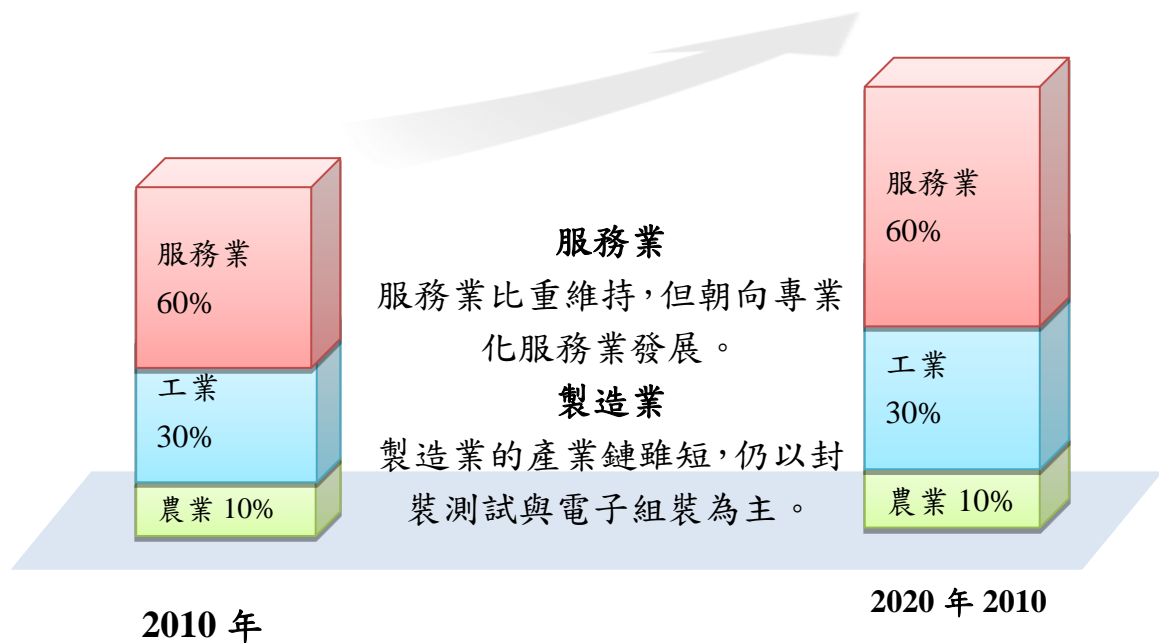 服務業
60%
工業
30%
農業 10%
2010 年
服務業
服務業比重維持，但朝向專業
化服務業發展。
製造業
製造業的產業鏈雖短，仍以封
裝測試與電子組裝為主。
服務業
60%
工業
30%
農業 10%
2020 年 2010